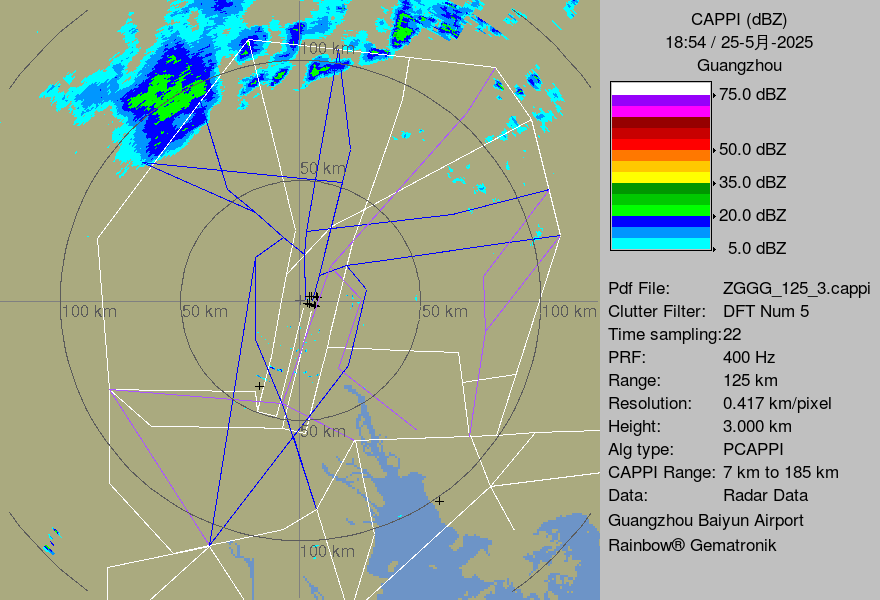 CAPPI (dBZ)
18:54 / 25-5月-2025
Guangzhou
75.0 dBZ
50.0 dBZ
35.0 dBZ
20.0 dBZ
5.0 dBZ
Pdf File: ZGGG_125_3.cappi
Clutter Filter: DFT Num 5
Time sampling:22
PRF: 400 Hz
Range: 125 km
Resolution: 0.417 km/pixel
Height: 3.000 km
Alg type: PCAPPI
CAPPI Range: 7 km to 185 km
Data: Radar Data
Guangzhou Baiyun Airport
Rainbow® Gematronik
100 km
50 km
100 km
50 km
50 km
100 km
50 km
100 km